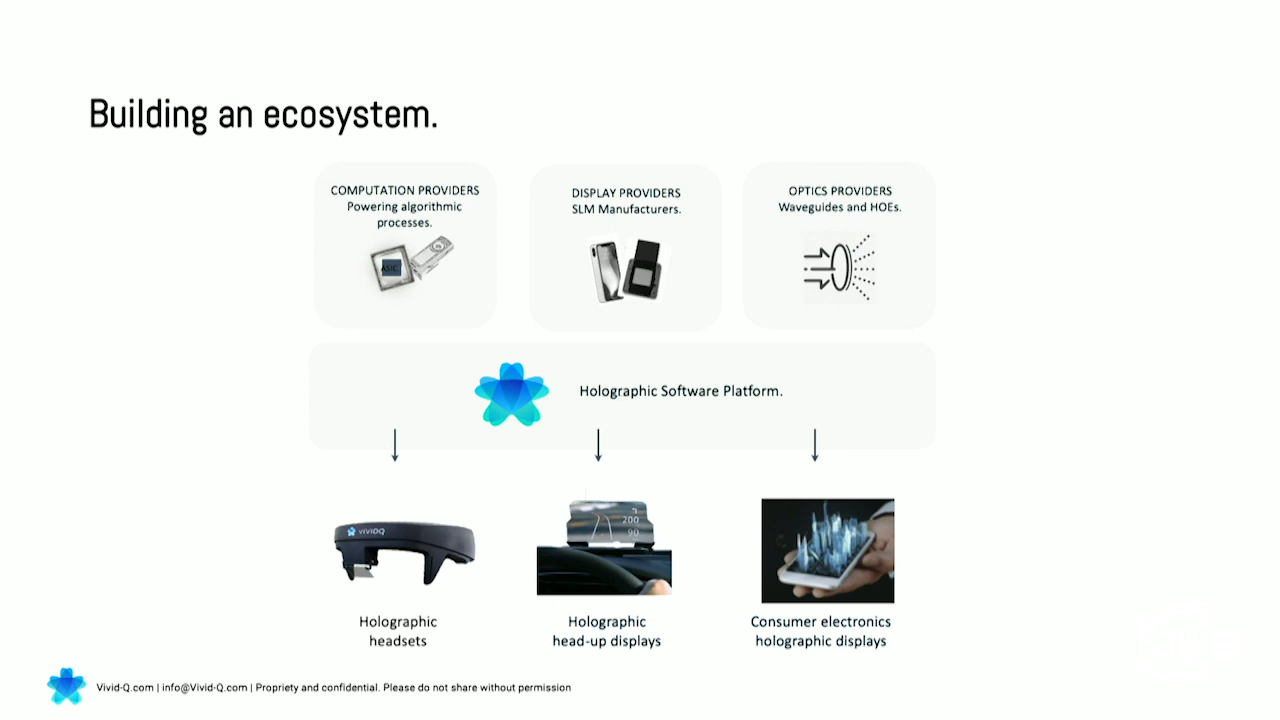 Building an ecosystem.
COMPUTATION PROVIDERS
Powering algorithmic
processes.
ASIC
DISPLAY PROVIDERS
SLM Manufacturers.
OPTICS PROVIDERS
Waveguides and HOEs.
Holographic Software Platform.
VIVIDQ
200
90
Holographic
headsets
Holographic
head-up displays
Consumer electronics
holographic displays
Vivid-Q.com | info@Vivid-Q.com | Propriety and confidential. Please do not share without permission